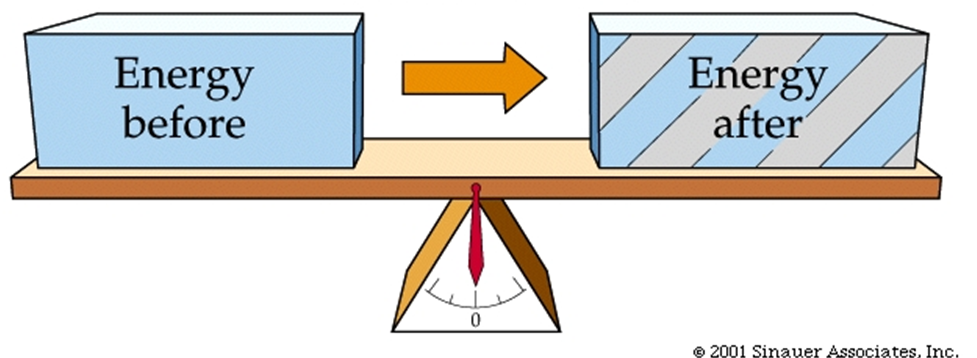 Energy
before
Energy
after
0
© 2001 Sinauer Associates, Inc.